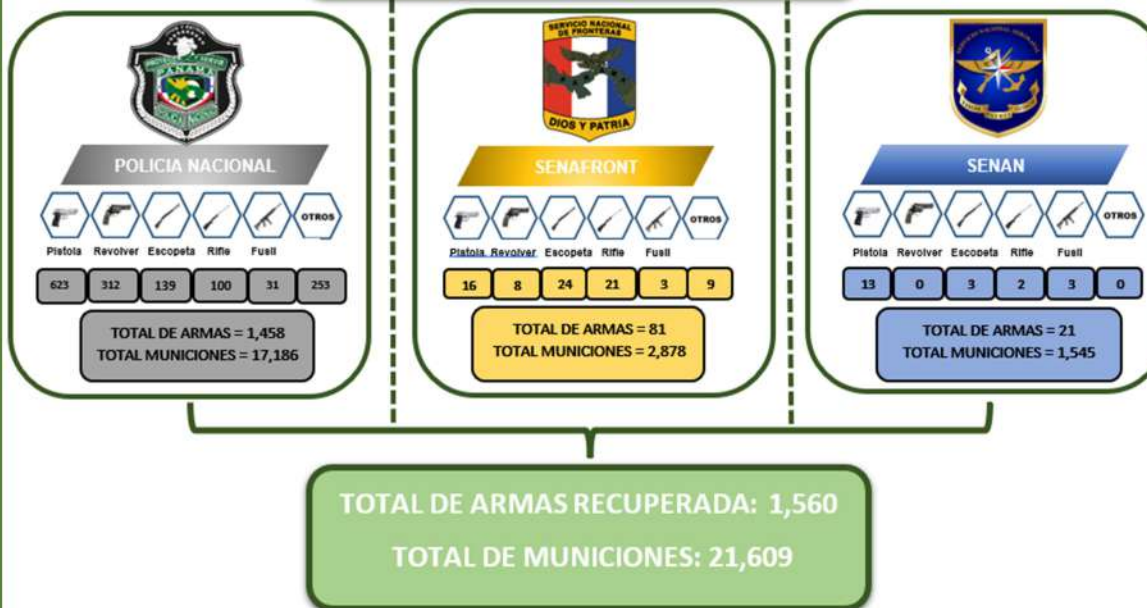 PANAMA
POLICIA NACIONAL
OTROS
Pistola Revolver Escopeta Rifle Fusil
623 312 139 100 31 253
TOTAL DE ARMAS = 1,458
TOTAL MUNICIONES = 17,186
SERVICIO NACIONAL
DE FRONTERAS
DIOS Y PATRIA
SENAFRONT
OTROS
Pistola Revolver Escopeta Rifle Fusil
16 8 24 21 3 9
TOTAL DE ARMAS = 81
TOTAL MUNICIONES = 2,878
SENAN
OTROS
Pistola Revolver Escopeta Rifle Fusil
13 0 3 2 3 0
TOTAL DE ARMAS = 21
TOTAL MUNICIONES = 1,545
TOTAL DE ARMAS RECUPERADA: 1,560
TOTAL DE MUNICIONES: 21,609